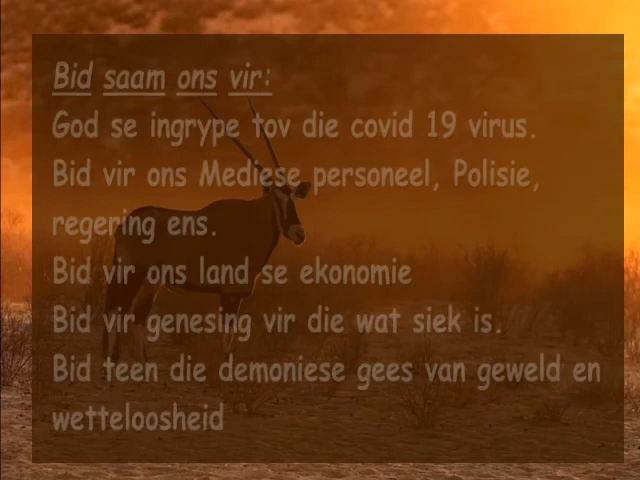 Bid saam ons vir:
God se ingrype tov die covid 19 virus.
Bid vir ons Mediese personeel, Polisie,
regering ens.
Bid vir ons land se ekonomie
Bid vir genesing vir die wat siek is.
Bid teen die demoniese gees van geweld en
wetteloosheid